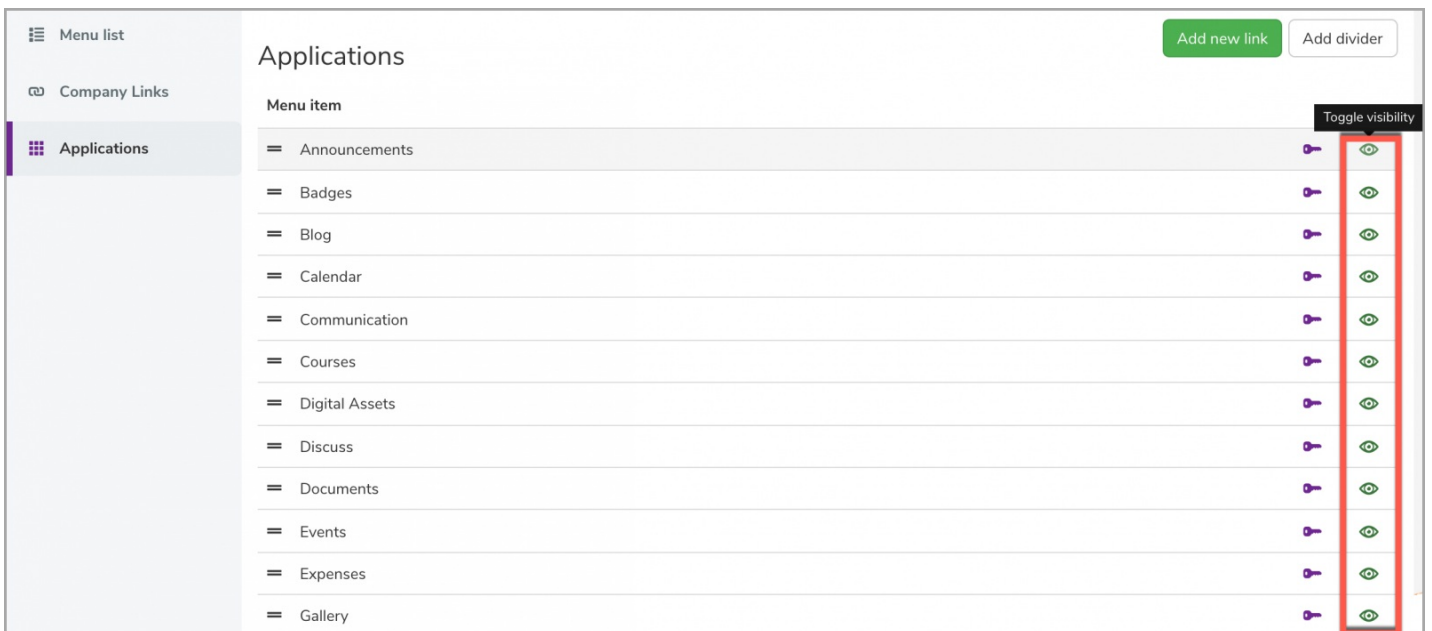 Menu list
Company Links
Applications
Applications
Add new link
Add divider
Menu item
Toggle visibility
Announcements
Badges
Blog
Calendar
Communication
Courses
Digital Assets
Discuss
Documents
Events
Expenses
Gallery